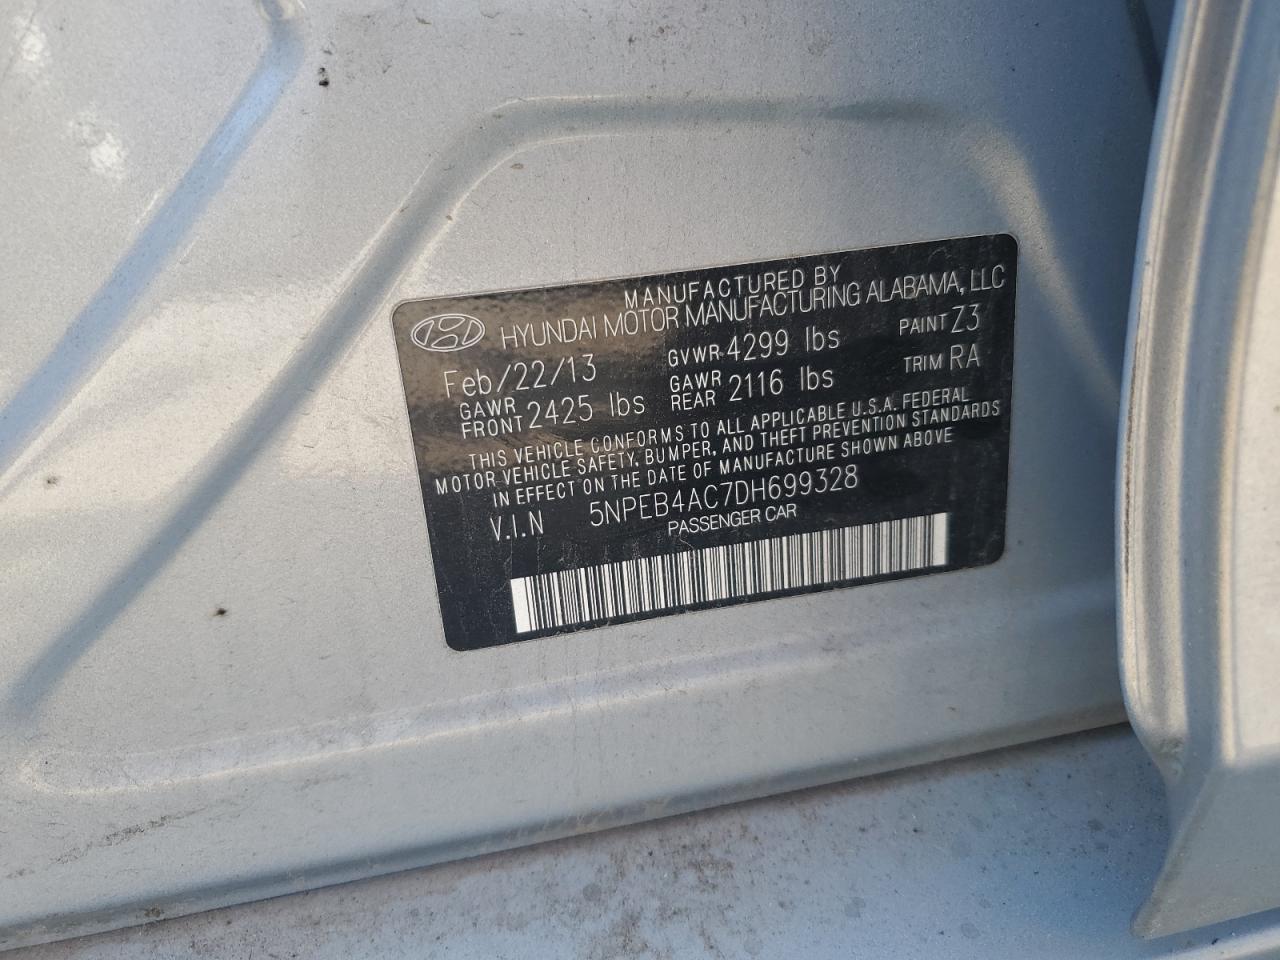 MANUFACTURED BY
HYUNDAI MOTOR MANUFACTURING ALABAMA, LLC
Feb/22/13 GVWR 4299 lbs PAINT Z3
GAWR FRONT 2425 lbs GAWR REAR 2116 lbs TRIM RA
THIS VEHICLE CONFORMS TO ALL APPLICABLE U.S.A. FEDERAL
MOTOR VEHICLE SAFETY, BUMPER, AND THEFT PREVENTION STANDARDS
IN EFFECT ON THE DATE OF MANUFACTURE SHOWN ABOVE
V.I.N 5NPEB4AC7DH699328
PASSENGER CAR